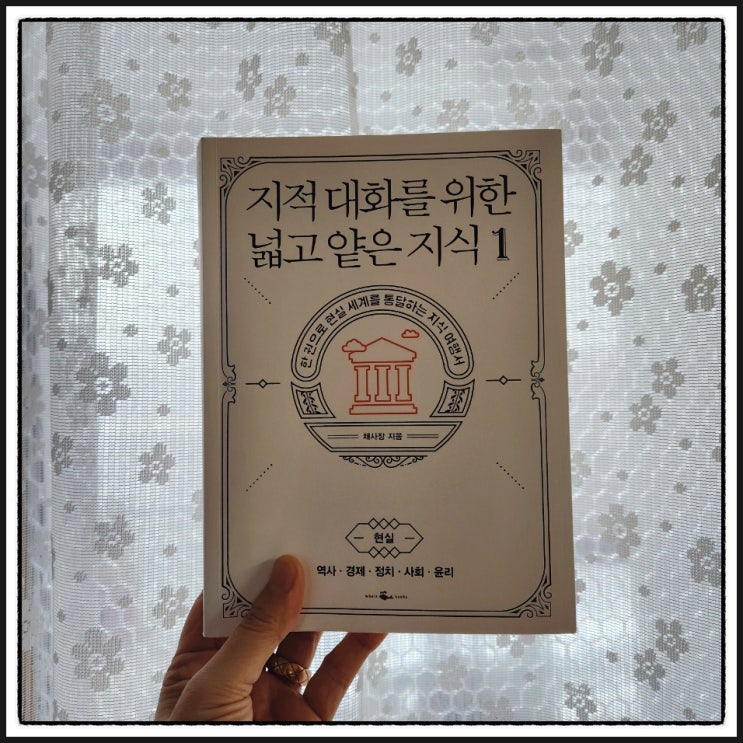 지적 대화를 위한
넓고 얕은 지식 1
한 권으로 현실 세계를 통달하는 지식 여행서
채사장 지음
현실
역사 · 경제 · 정치 · 사회 · 윤리
whale books